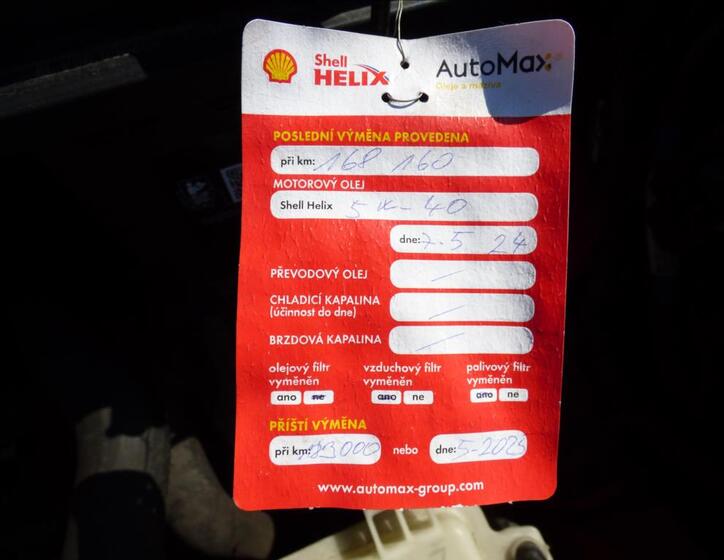 Shell
HELIX
AutoMax
Oleje a maziva
POSLEDNÍ VÝMĚNA PROVEDENA
při km: 168 160
MOTOROVÝ OLEJ
Shell Helix 5W-40
dne: 7.5 24
PŘEVODOVÝ OLEJ —
CHLADICÍ KAPALINA
(účinnost do dne) —
BRZDOVÁ KAPALINA —
olejový filtr vzduchový filtr palivový filtr
vyměněn vyměněn vyměněn
ano ne ano ne ano ne
PŘÍŠTÍ VÝMĚNA
při km: 183000 nebo dne: 5-2025
www.automax-group.com